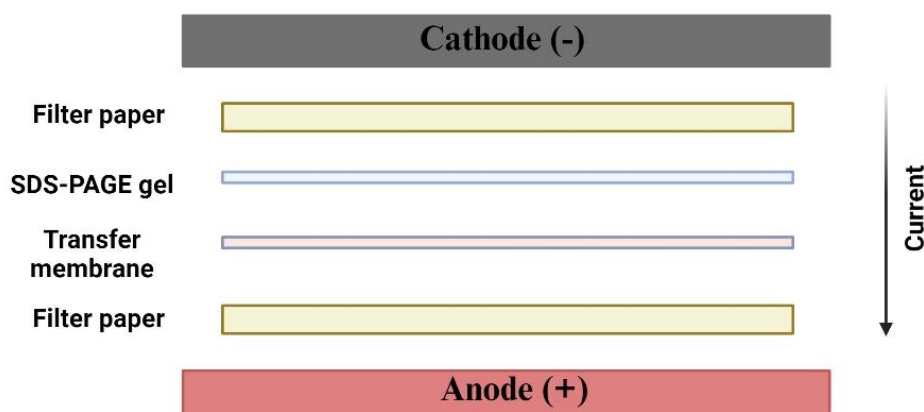 Cathode (-)
Filter paper
SDS-PAGE gel
Transfer
membrane
Filter paper
Current
Anode (+)